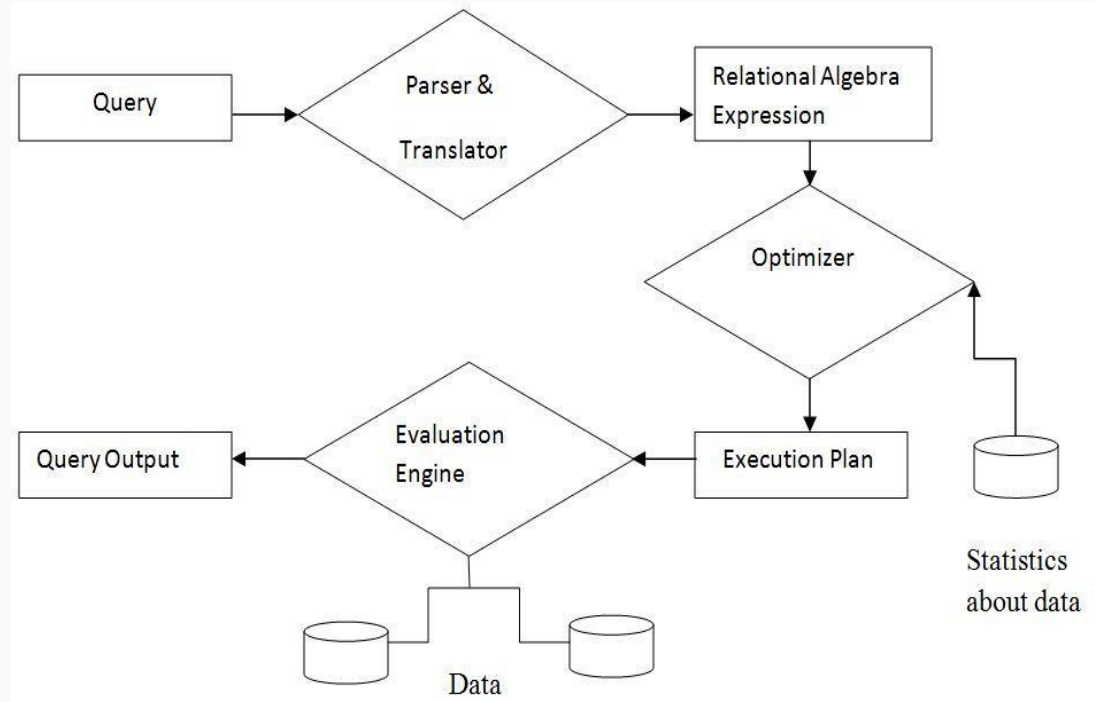 Query
Parser &
Translator
Relational Algebra
Expression
Optimizer
Query Output
Evaluation
Engine
Execution Plan
Statistics
about data
Data